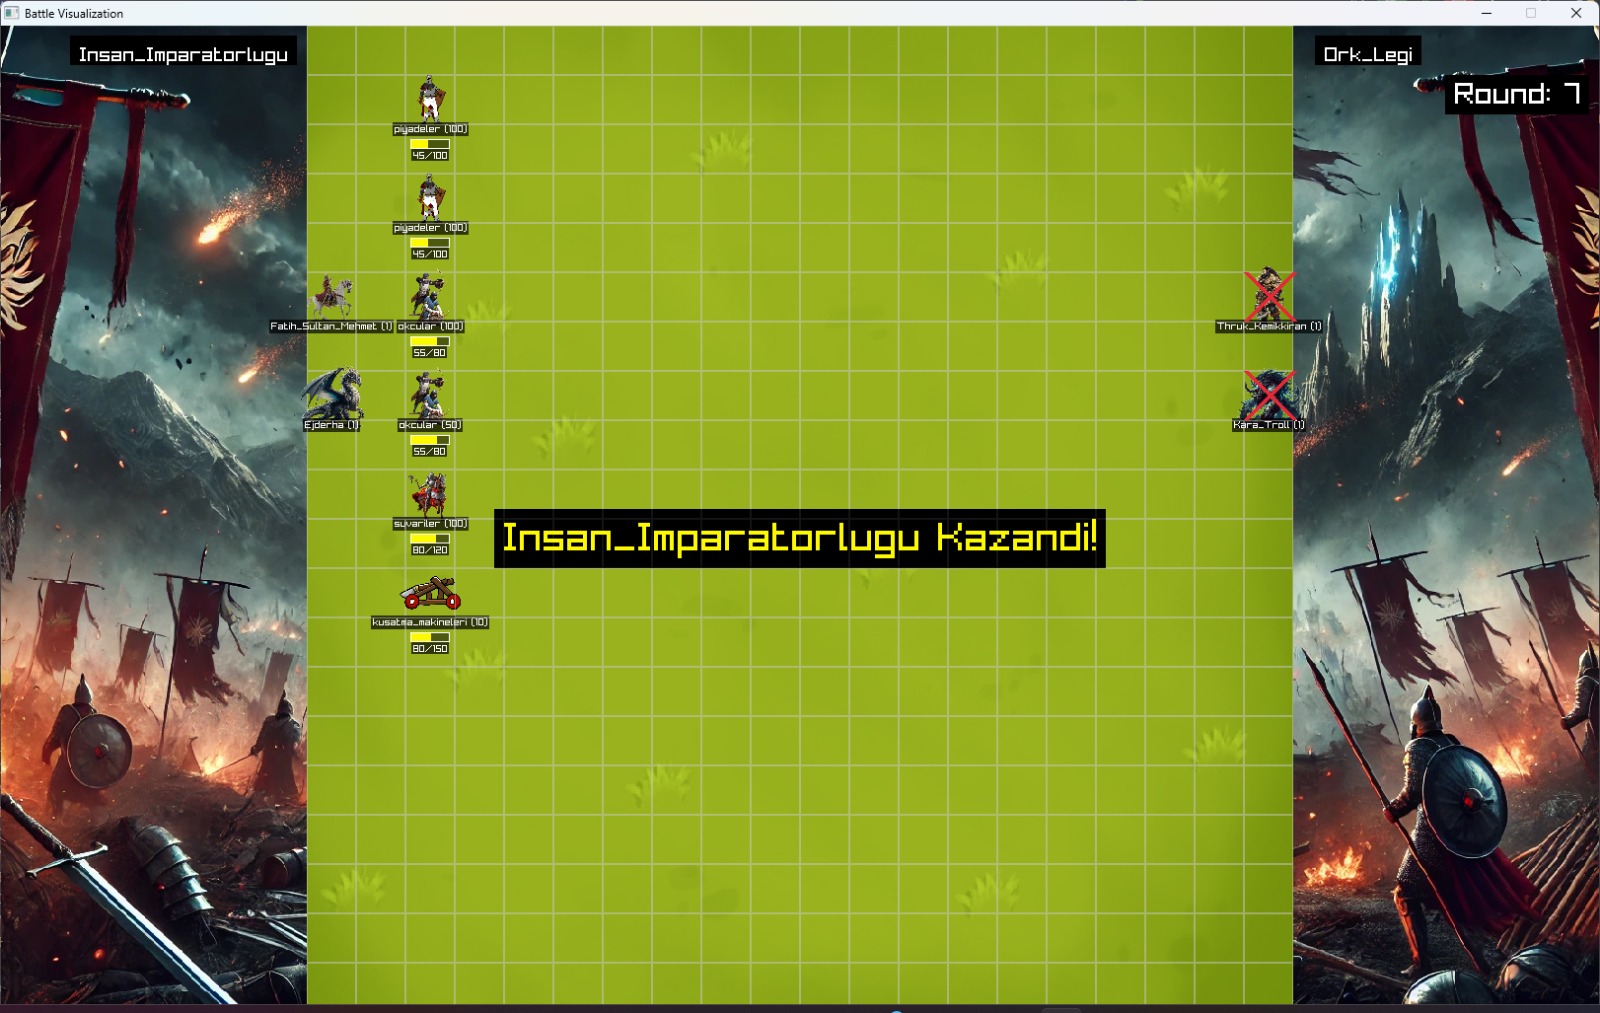 Battle Visualization
Insan_Imparatorlugu
Ork_Legi
Round: 7
piyadeler (100)
45/100
piyadeler (100)
45/100
Fatih_Sultan_Mehmet (1)
okcular (100)
55/80
Thruk_Kemikkiran (1)
Ejderha (1)
okcular (50)
55/80
Kara_Troll (1)
suvariler (100)
80/120
Insan_Imparatorlugu Kazandi!
kusatma_makineleri (10)
80/150